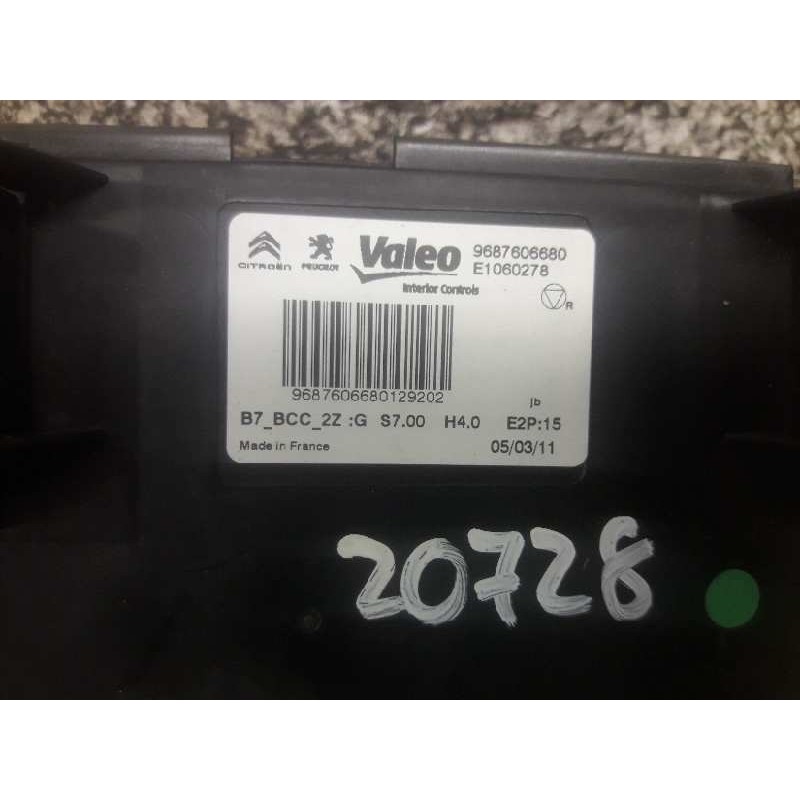 CITROËN PEUGEOT Valeo 9687606680
E1060278
Interior Controls
R
9687606680129202
jb
B7_BCC_2Z :G S7.00 H4.0 E2P:15
Made in France 05/03/11
20728